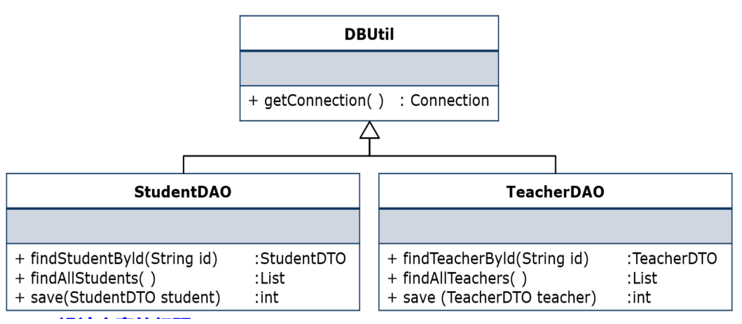 DBUtil
+ getConnection( ) : Connection
StudentDAO
+ findStudentById(String id) :StudentDTO
+ findAllStudents( ) :List
+ save(StudentDTO student) :int
TeacherDAO
+ findTeacherById(String id) :TeacherDTO
+ findAllTeachers( ) :List
+ save (TeacherDTO teacher) :int